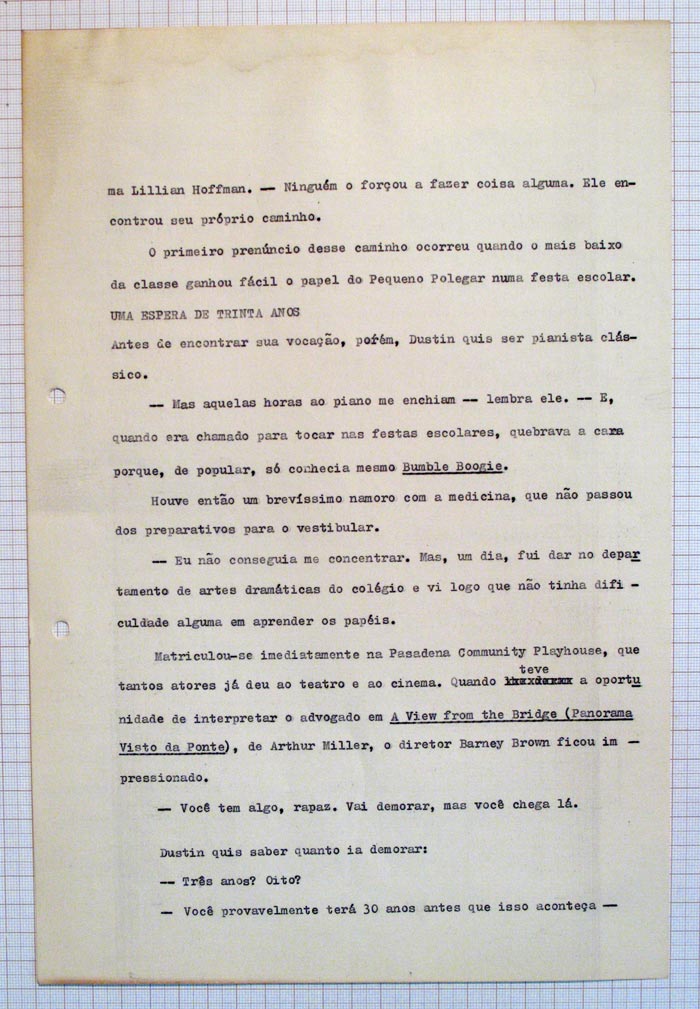 ma Lillian Hoffman. — Ninguém o forçou a fazer coisa alguma. Ele en-
controu seu próprio caminho.
O primeiro prenúncio desse caminho ocorreu quando o mais baixo
da classe ganhou fácil o papel do Pequeno Polegar numa festa escolar.
UMA ESPERA DE TRINTA ANOS
Antes de encontrar sua vocação, porém, Dustin quis ser pianista clás-
sico.
— Mas aquelas horas ao piano me enchiam — lembra ele. — E,
quando era chamado para tocar nas festas escolares, quebrava a cara
porque, de popular, só conhecia mesmo Bumble Boogie.
Houve então um brevíssimo namoro com a medicina, que não passou
dos preparativos para o vestibular.
— Eu não conseguia me concentrar. Mas, um dia, fui dar no depar
tamento de artes dramáticas do colégio e vi logo que não tinha difi -
culdade alguma em aprender os papéis.
Matriculou-se imediatamente na Pasadena Community Playhouse, que
teve
tantos atores já deu ao teatro e ao cinema. Quando a oportu
nidade de interpretar o advogado em A View from the Bridge (Panorama
Visto da Ponte), de Arthur Miller, o diretor Barney Brown ficou im -
pressionado.
— Você tem algo, rapaz. Vai demorar, mas você chega lá.
Dustin quis saber quanto ia demorar:
— Três anos? Oito?
— Você provavelmente terá 30 anos antes que isso aconteça —